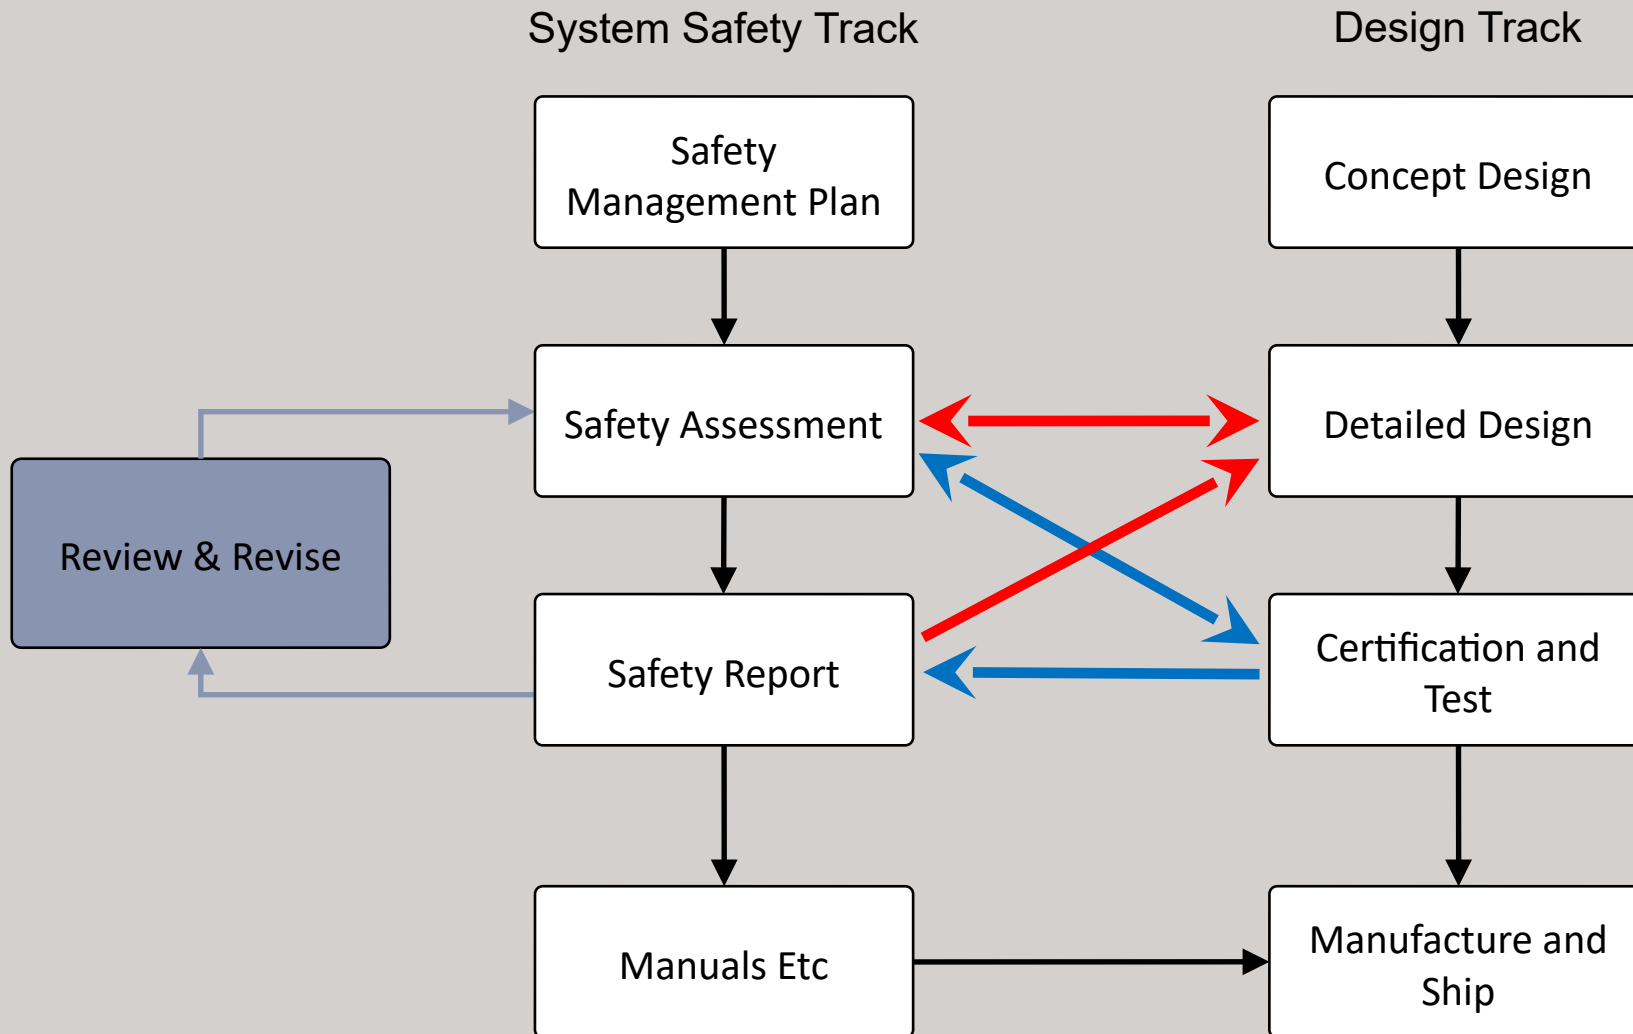 System Safety Track
Design Track
Safety
Management Plan
Concept Design
Safety Assessment
Detailed Design
Review & Revise
Safety Report
Certification and
Test
Manuals Etc
Manufacture and
Ship